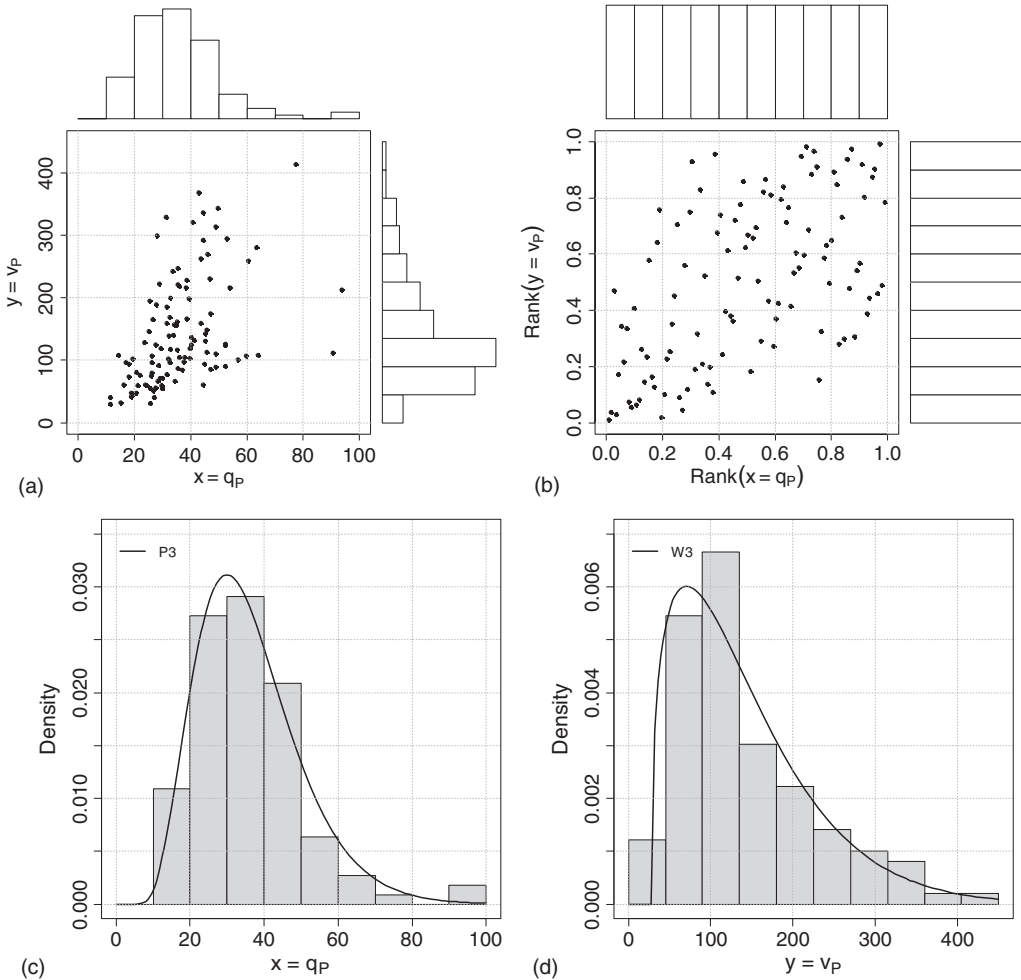 400
300
200
100
0
y = vP
0 20 40 60 80 100
x = qP
(a)
1.0
0.8
0.6
0.4
0.2
0.0
Rank(y = vP)
0.0 0.2 0.4 0.6 0.8 1.0
Rank(x = qP)
(b)
P3
0.030
0.020
0.010
0.000
Density
0 20 40 60 80 100
x = qP
(c)
W3
0.006
0.004
0.002
0.000
Density
0 100 200 300 400
y = vP
(d)